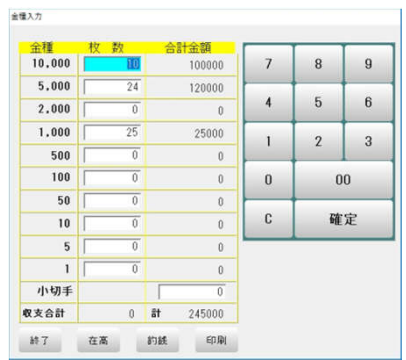 金種入力
金種 枚 数 合計金額
10,000 10 100000
5,000 24 120000
2,000 0 0
1,000 25 25000
500 0 0
100 0 0
50 0 0
10 0 0
5 0 0
1 0 0
小切手 0
収支合計 0 計 245000
終了 在高 釣銭 印刷
7 8 9
4 5 6
1 2 3
0 00
C 確定